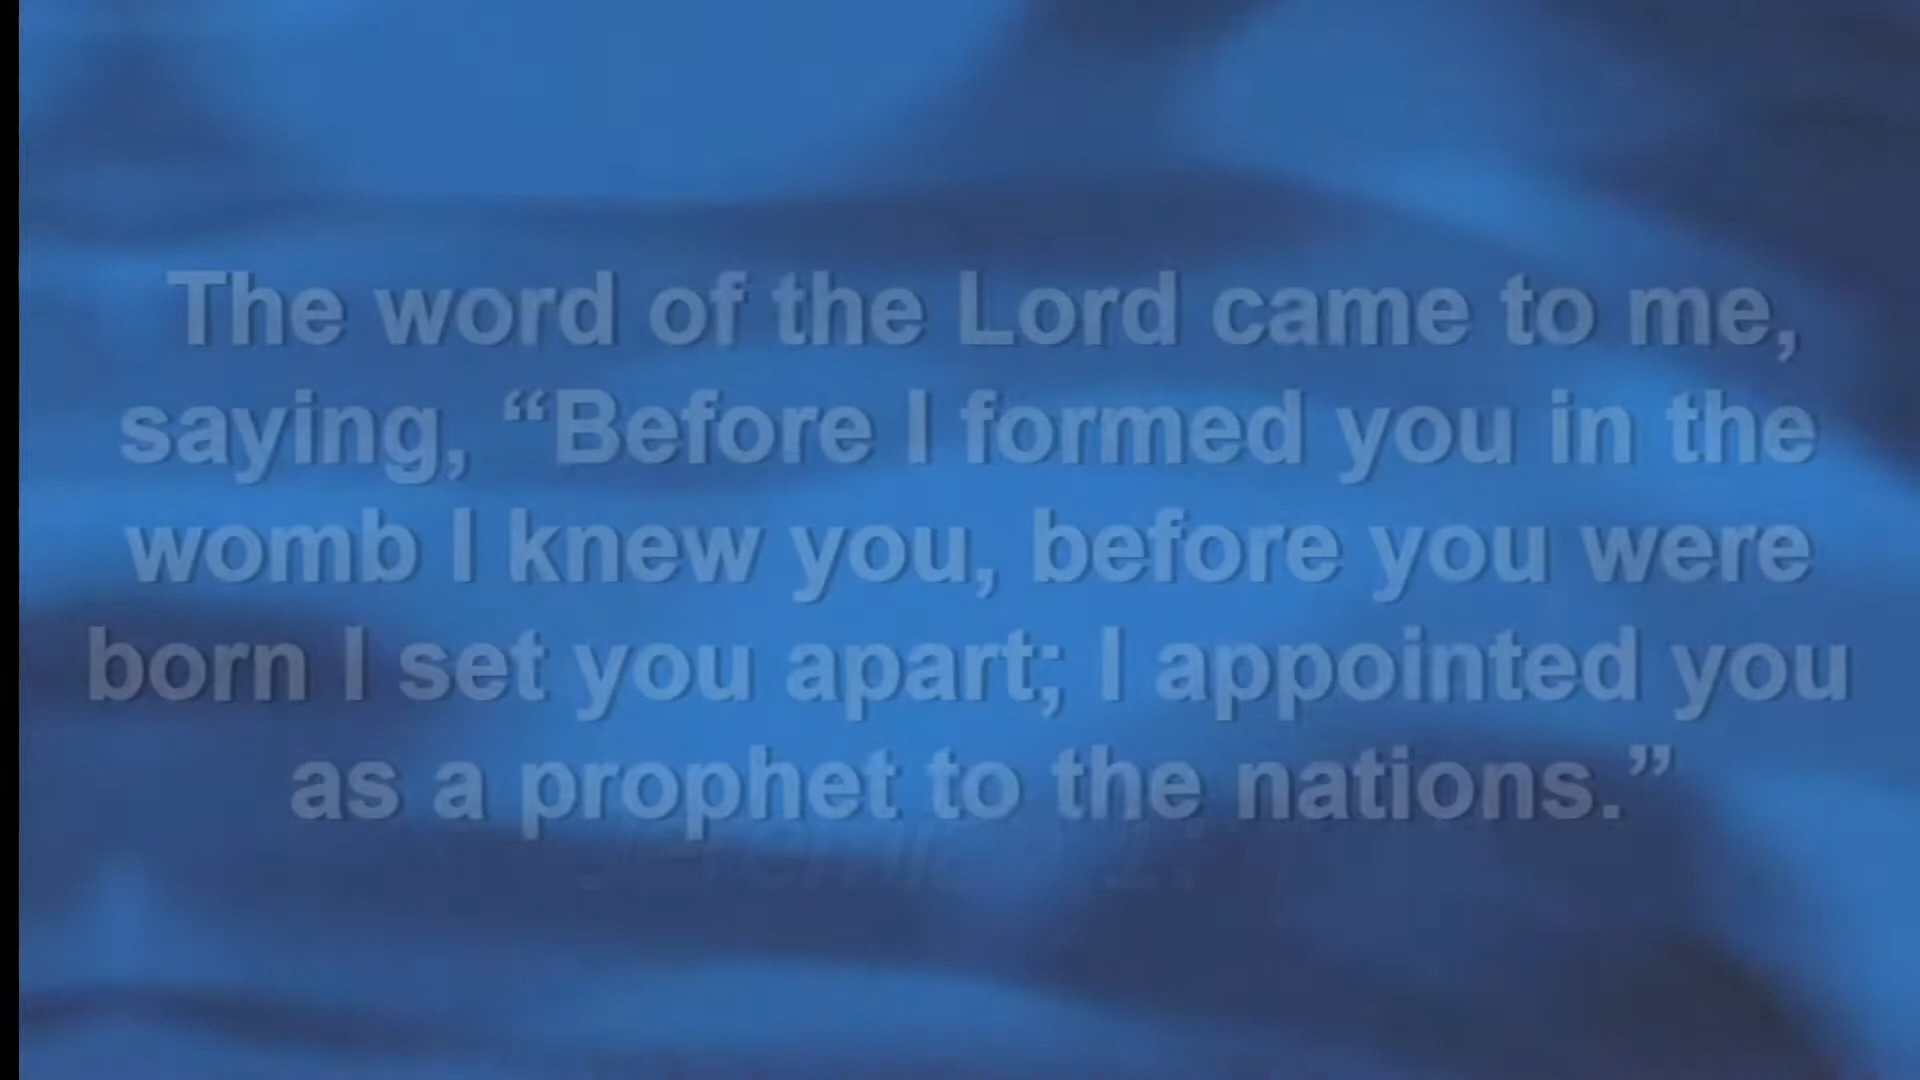 The word of the Lord came to me,
saying, “Before I formed you in the
womb I knew you, before you were
born I set you apart; I appointed you
as a prophet to the nations.”